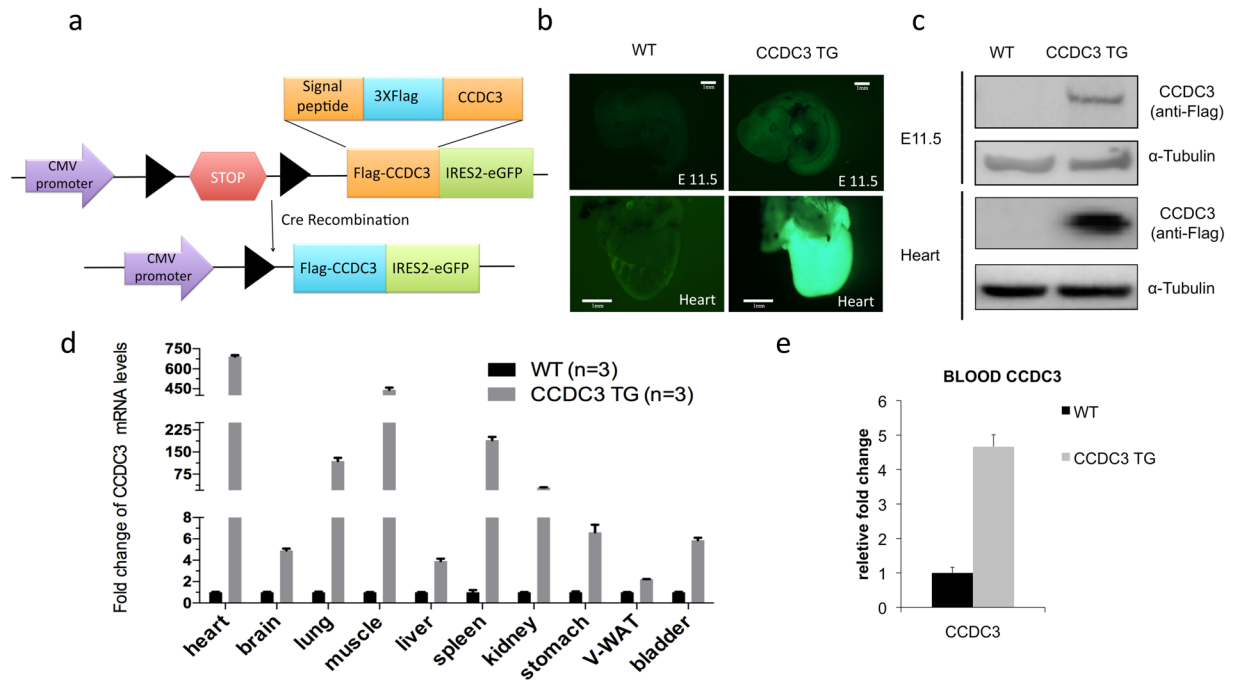 a
Signal
peptide
3XFlag
CCDC3
CMV
promoter
STOP
Flag-CCDC3
IRES2-eGFP
Cre Recombination
CMV
promoter
Flag-CCDC3
IRES2-eGFP
b
WT
CCDC3 TG
1mm
1mm
E 11.5
E 11.5
Heart
1mm
Heart
1mm
c
WT
CCDC3 TG
E11.5
CCDC3
(anti-Flag)
α-Tubulin
Heart
CCDC3
(anti-Flag)
α-Tubulin
d
Fold change of CCDC3 mRNA levels
750
600
450
225
150
75
8
6
4
2
0
WT (n=3)
CCDC3 TG (n=3)
heart
brain
lung
muscle
liver
spleen
kidney
stomach
V-WAT
bladder
e
BLOOD CCDC3
reletive fold change
6
5
4
3
2
1
0
CCDC3
WT
CCDC3 TG